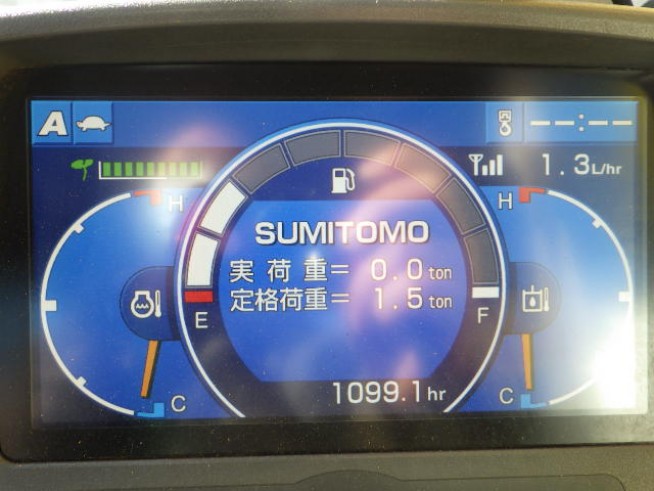 A --:--
1.3L/hr
H H
SUMITOMO
実荷重= 0.0ton
定格荷重= 1.5ton
E F
C C
1099.1hr